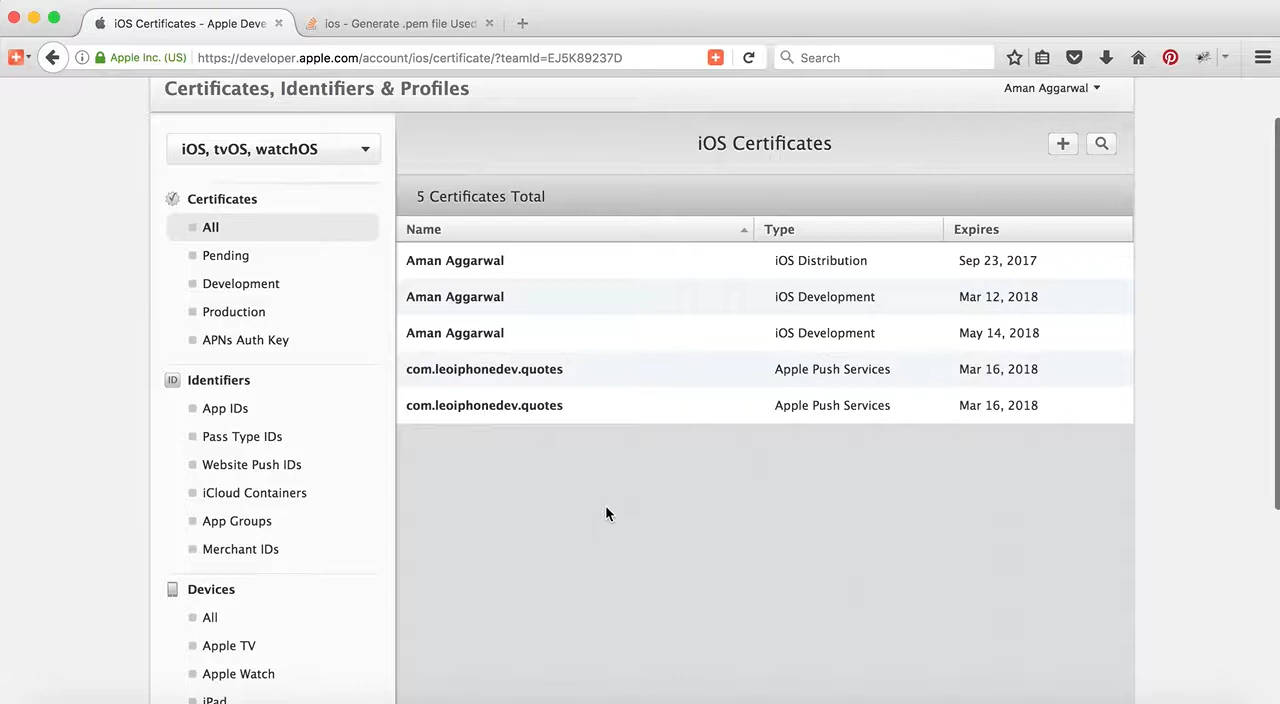 iOS Certificates - Apple Deve
ios - Generate .pem file Used
Apple Inc. (US)
https://developer.apple.com/account/ios/certificate/?teamId=EJ5K89237D
Search
Certificates, Identifiers & Profiles
Aman Aggarwal
iOS, tvOS, watchOS
iOS Certificates
Certificates
All
Pending
Development
Production
APNs Auth Key
ID Identifiers
App IDs
Pass Type IDs
Website Push IDs
iCloud Containers
App Groups
Merchant IDs
Devices
All
Apple TV
Apple Watch
iPad
5 Certificates Total
Name Type Expires
Aman Aggarwal iOS Distribution Sep 23, 2017
Aman Aggarwal iOS Development Mar 12, 2018
Aman Aggarwal iOS Development May 14, 2018
com.leoiphonedev.quotes Apple Push Services Mar 16, 2018
com.leoiphonedev.quotes Apple Push Services Mar 16, 2018